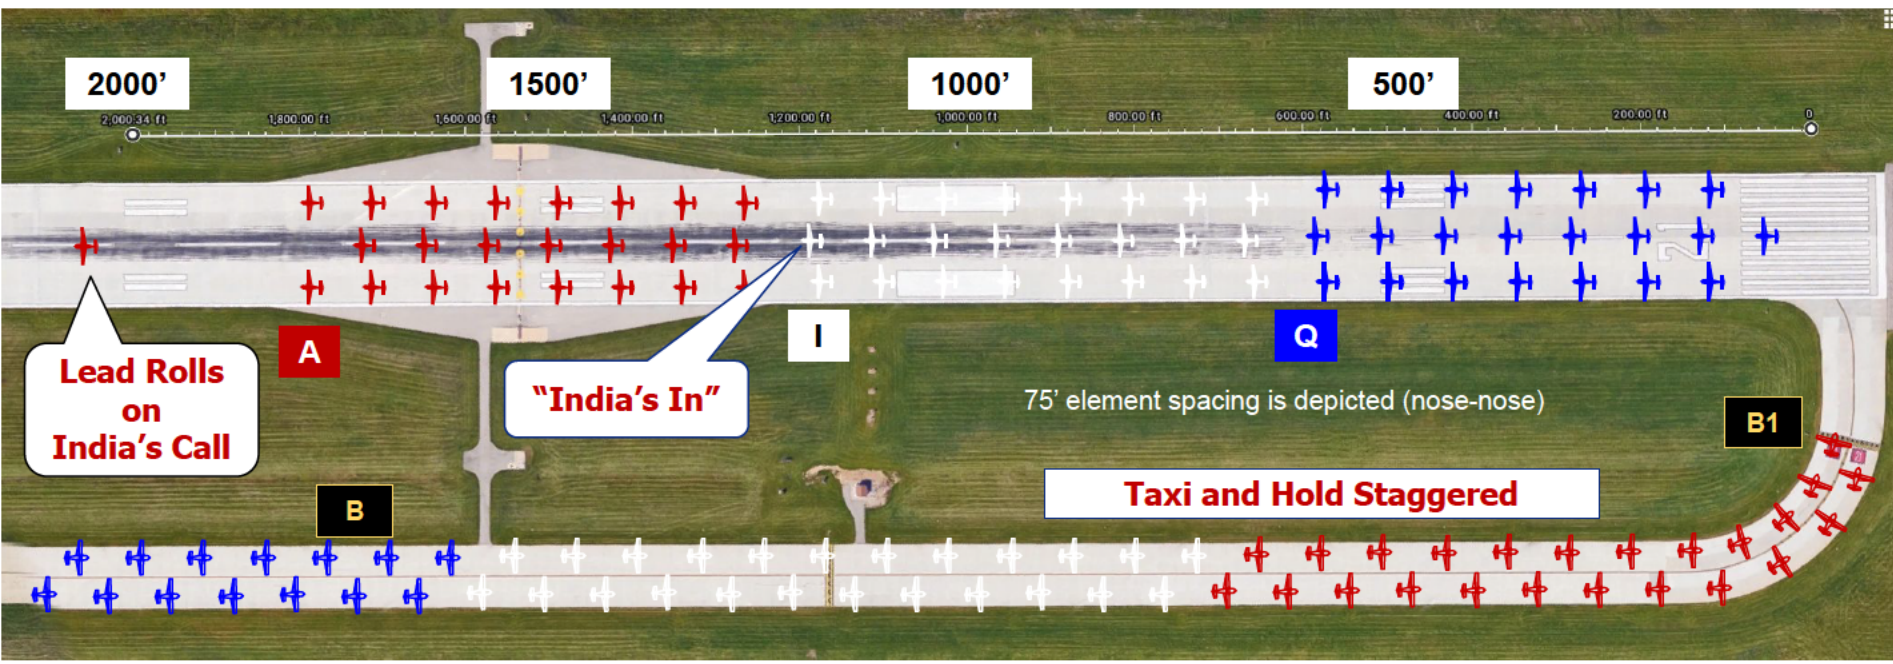 2000’
1500’
1000’
500’
2,000.34 ft
1,800.00 ft
1,600.00 ft
1,400.00 ft
1,200.00 ft
1,000.00 ft
800.00 ft
600.00 ft
400.00 ft
200.00 ft
0
21
A
I
Q
Lead Rolls
on
India’s Call
“India’s In”
75’ element spacing is depicted (nose-nose)
B1
21
Taxi and Hold Staggered
B